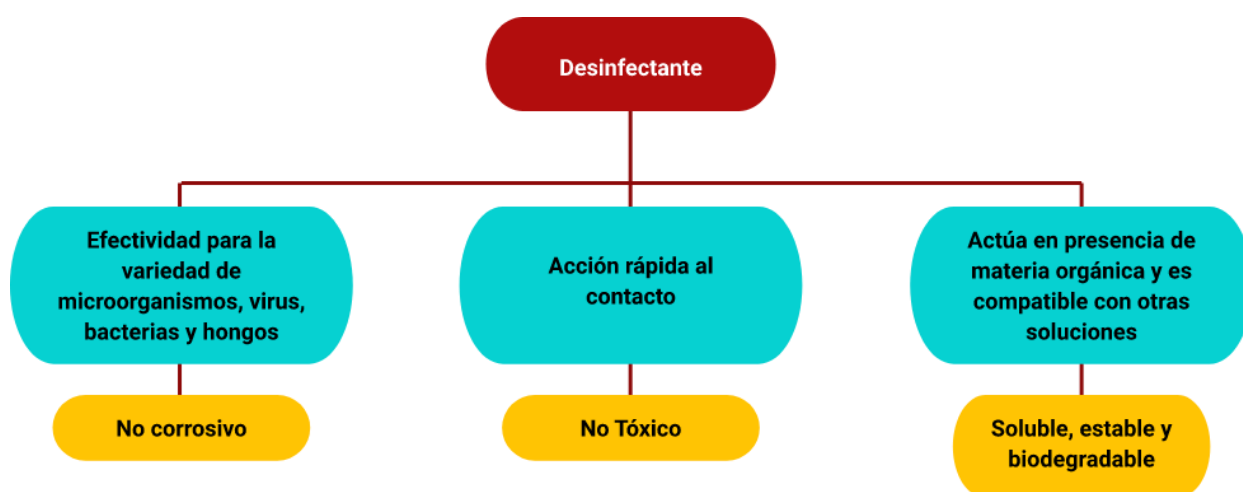 Desinfectante
Efectividad para la
variedad de
microorganismos, virus,
bacterias y hongos
Acción rápida al
contacto
Actúa en presencia de
materia orgánica y es
compatible con otras
soluciones
No corrosivo
No Tóxico
Soluble, estable y
biodegradable